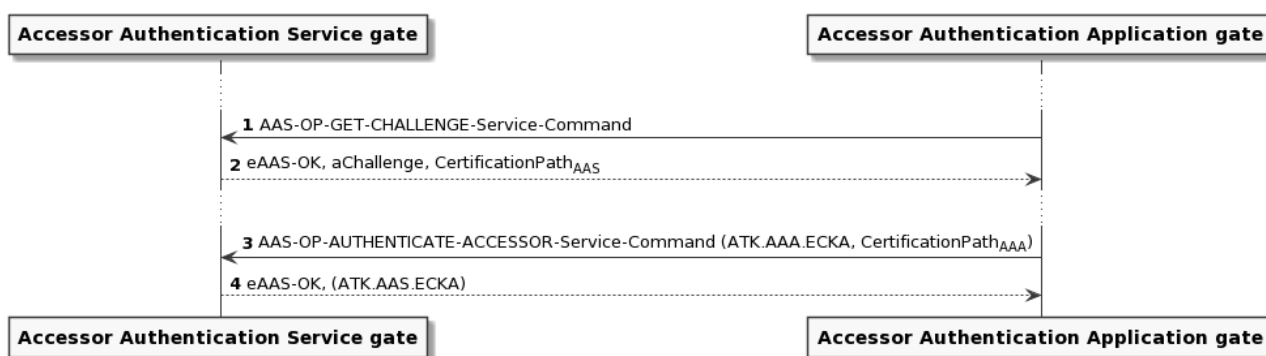 Accessor Authentication Service gate
Accessor Authentication Application gate
1 AAS-OP-GET-CHALLENGE-Service-Command
2 eAAS-OK, aChallenge, CertificationPathAAS
3 AAS-OP-AUTHENTICATE-ACCESSOR-Service-Command (ATK.AAA.ECKA, CertificationPathAAA)
4 eAAS-OK, (ATK.AAS.ECKA)
Accessor Authentication Service gate
Accessor Authentication Application gate